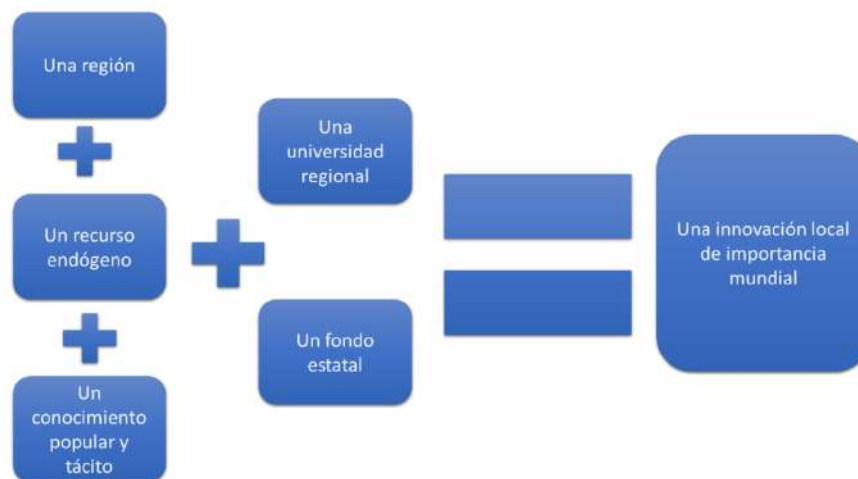 Una región
Un recurso
endógeno
Un
conocimiento
popular y
tácito
Una
universidad
regional
Un fondo
estatal
Una innovación local
de importancia
mundial